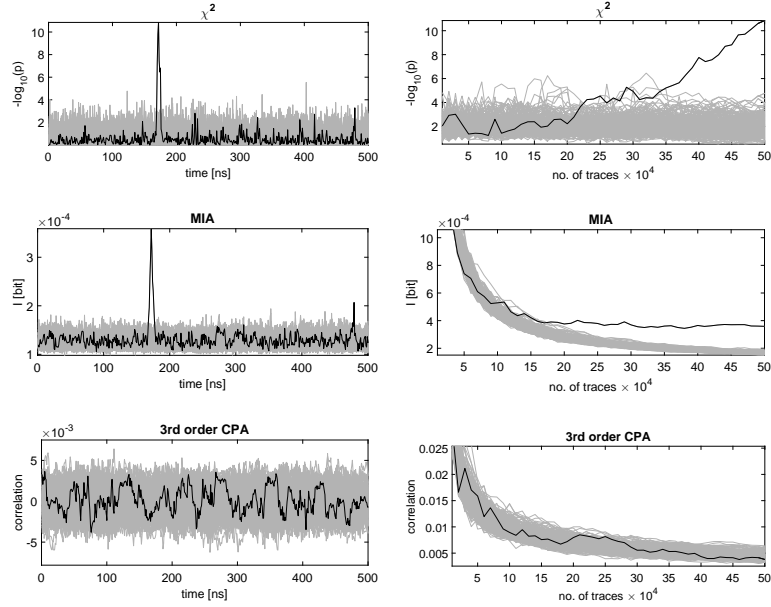 χ²
-log₁₀(p)
10
8
6
4
2
0 100 200 300 400 500
time [ns]
χ²
-log₁₀(p)
10
8
6
4
2
5 10 15 20 25 30 35 40 45 50
no. of traces × 10⁴
MIA
×10⁻⁴
I [bit]
3
2
1
0 100 200 300 400 500
time [ns]
MIA
×10⁻⁴
I [bit]
10
8
6
4
2
5 10 15 20 25 30 35 40 45 50
no. of traces × 10⁴
3rd order CPA
×10⁻³
correlation
5
0
-5
0 100 200 300 400 500
time [ns]
3rd order CPA
correlation
0.025
0.02
0.015
0.01
0.005
5 10 15 20 25 30 35 40 45 50
no. of traces × 10⁴